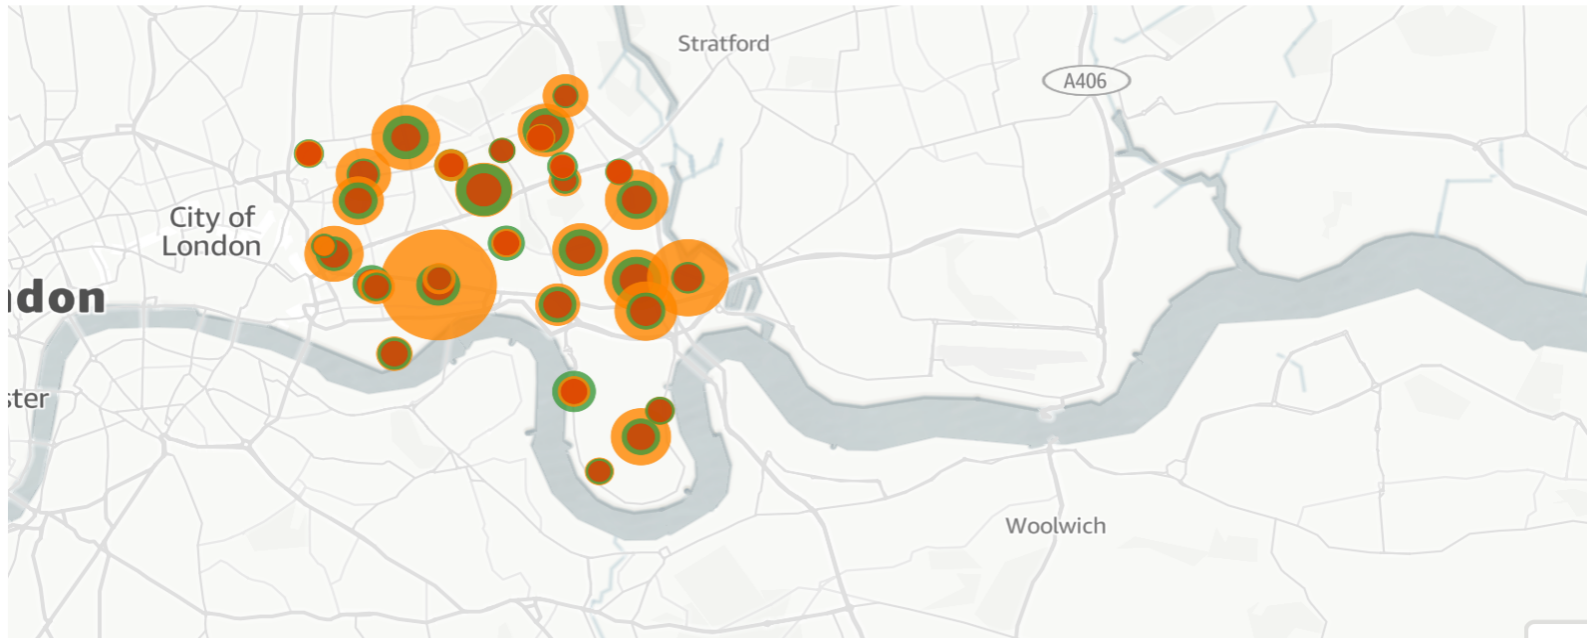 Stratford
A406
City of
London
ndon
ster
Woolwich